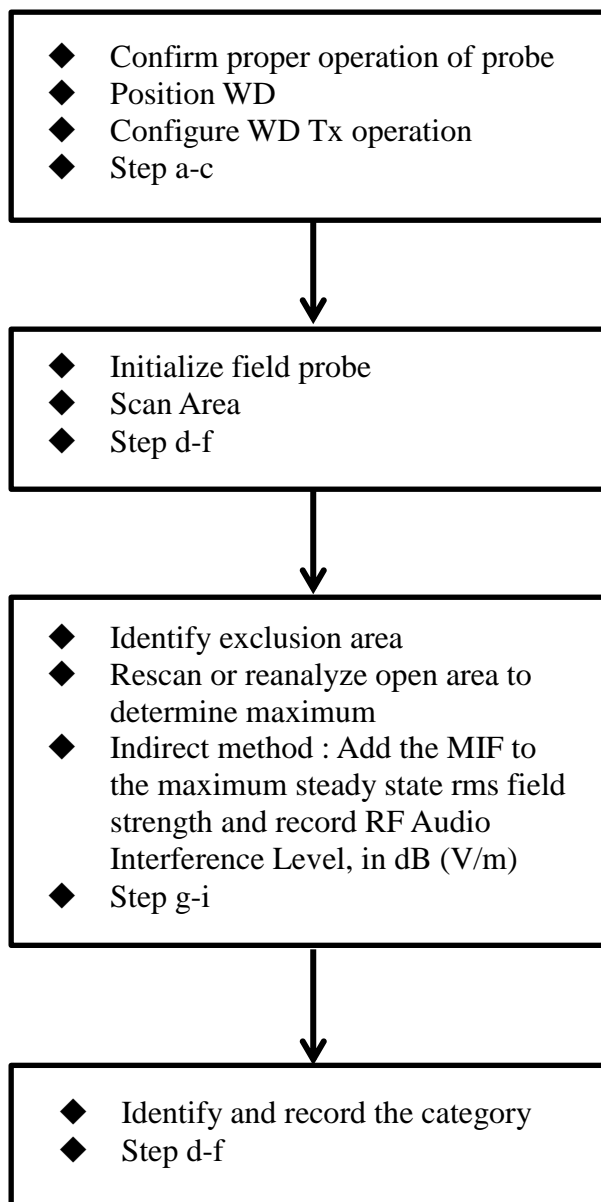 ◆ Confirm proper operation of probe
◆ Position WD
◆ Configure WD Tx operation
◆ Step a-c
◆ Initialize field probe
◆ Scan Area
◆ Step d-f
◆ Identify exclusion area
◆ Rescan or reanalyze open area to
determine maximum
◆ Indirect method : Add the MIF to
the maximum steady state rms field
strength and record RF Audio
Interference Level, in dB (V/m)
◆ Step g-i
◆ Identify and record the category
◆ Step d-f